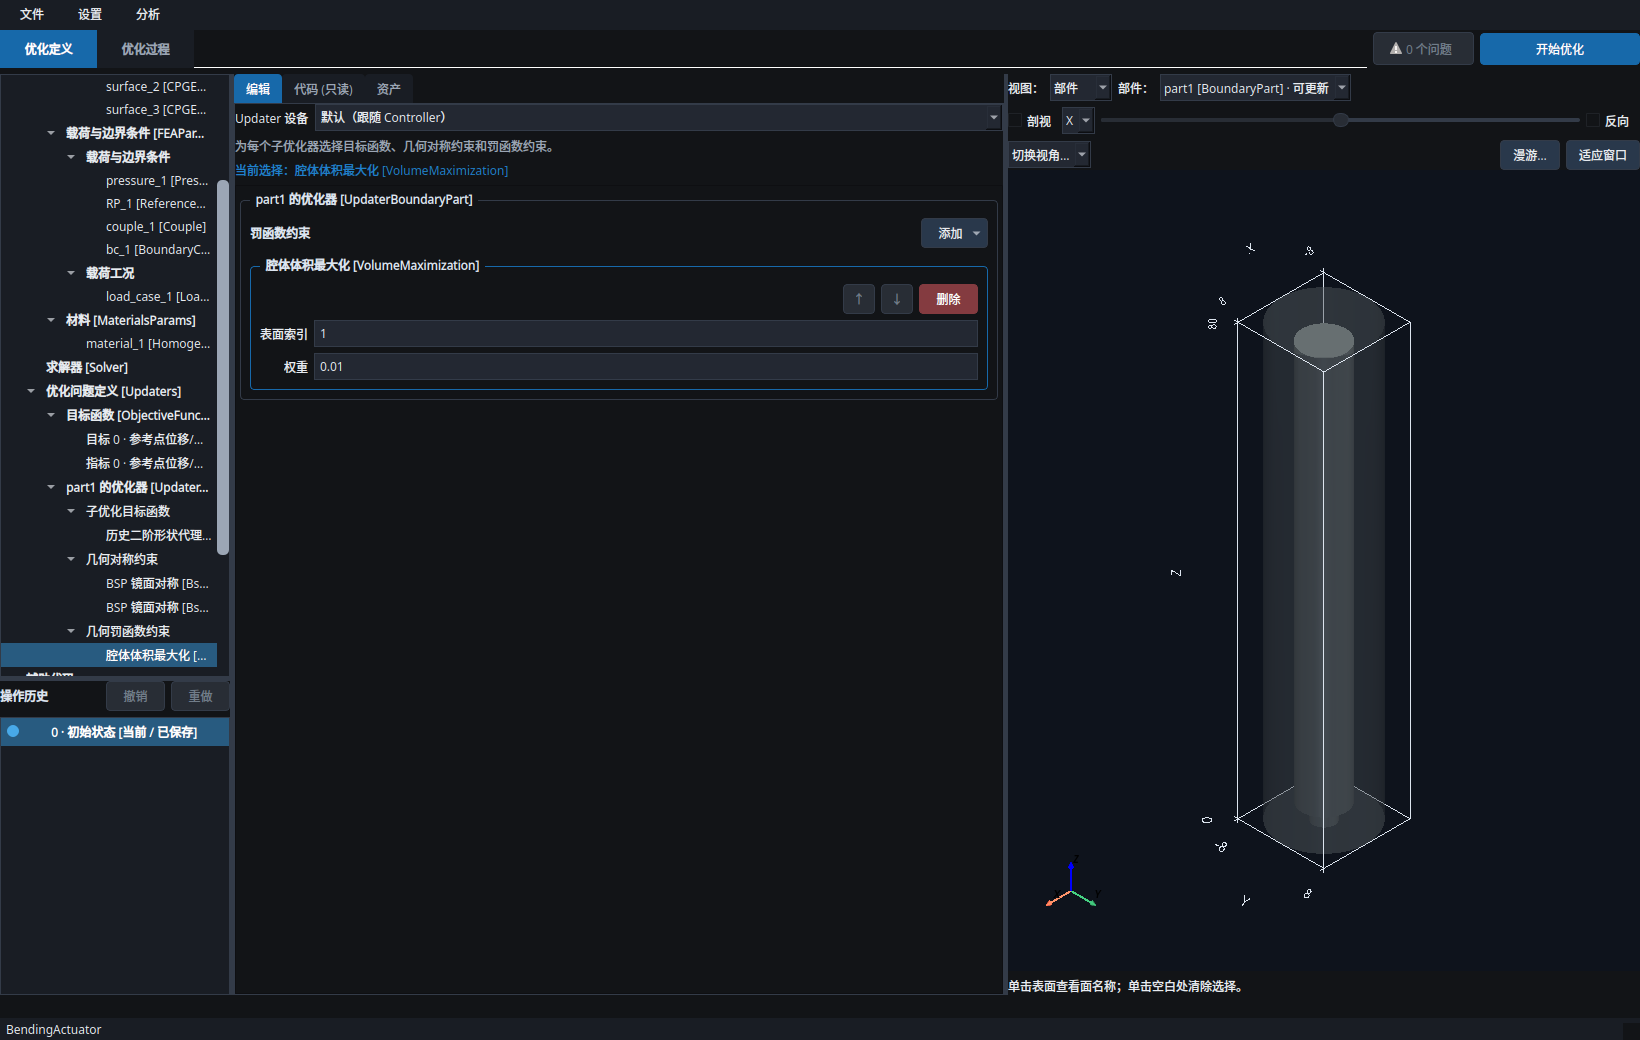 文件 设置 分析
优化定义 优化过程 0 个问题 开始优化
surface_2 [CPGE...
surface_3 [CPGE...
载荷与边界条件 [FEAPar...
载荷与边界条件
pressure_1 [Pres...
RP_1 [Reference...
couple_1 [Couple]
bc_1 [BoundaryC...
载荷工况
load_case_1 [Loa...
材料 [MaterialsParams]
material_1 [Homoge...
求解器 [Solver]
优化问题定义 [Updaters]
目标函数 [ObjectiveFunc...
目标 0 · 参考点位移/...
指标 0 · 参考点位移/...
part1 的优化器 [Updater...
子优化目标函数
历史二阶形状代理...
几何对称约束
BSP 镜面对称 [Bs...
BSP 镜面对称 [Bs...
几何罚函数约束
腔体体积最大化 [...
操作历史 撤销 重做
0 · 初始状态 [当前 / 已保存]
编辑 代码 (只读) 资产
Updater 设备 默认（跟随 Controller）
为每个子优化器选择目标函数、几何对称约束和罚函数约束。
当前选择：腔体体积最大化 [VolumeMaximization]
part1 的优化器 [UpdaterBoundaryPart]
罚函数约束 添加
腔体体积最大化 [VolumeMaximization]
↑ ↓ 删除
表面索引 1
权重 0.01
视图： 部件 部件： part1 [BoundaryPart] · 可更新
剖视 X 反向
切换视角... 漫游... 适应窗口
80
Z
0
Z
单击表面查看面名称；单击空白处清除选择。
BendingActuator